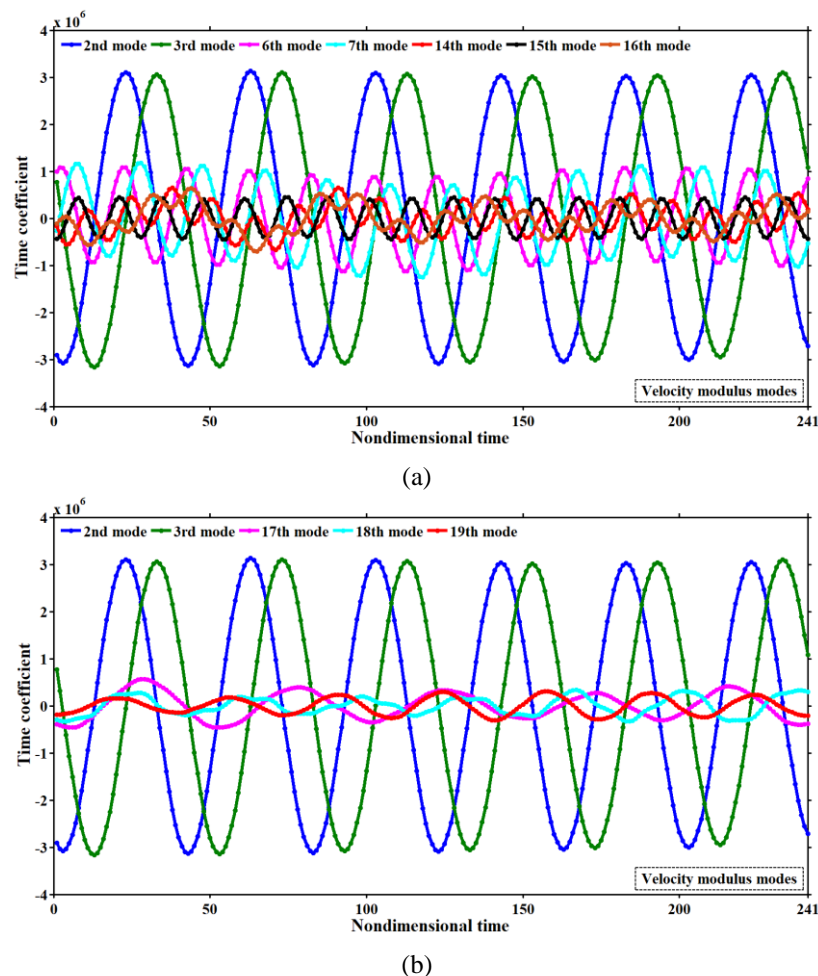 x 10^6
4
2nd mode 3rd mode 6th mode 7th mode 14th mode 15th mode 16th mode
3
2
1
0
-1
-2
-3
-4
Time coefficient
Velocity modulus modes
0 50 100 150 200 241
Nondimensional time
(a)
x 10^6
4
2nd mode 3rd mode 17th mode 18th mode 19th mode
3
2
1
0
-1
-2
-3
-4
Time coefficient
Velocity modulus modes
0 50 100 150 200 241
Nondimensional time
(b)